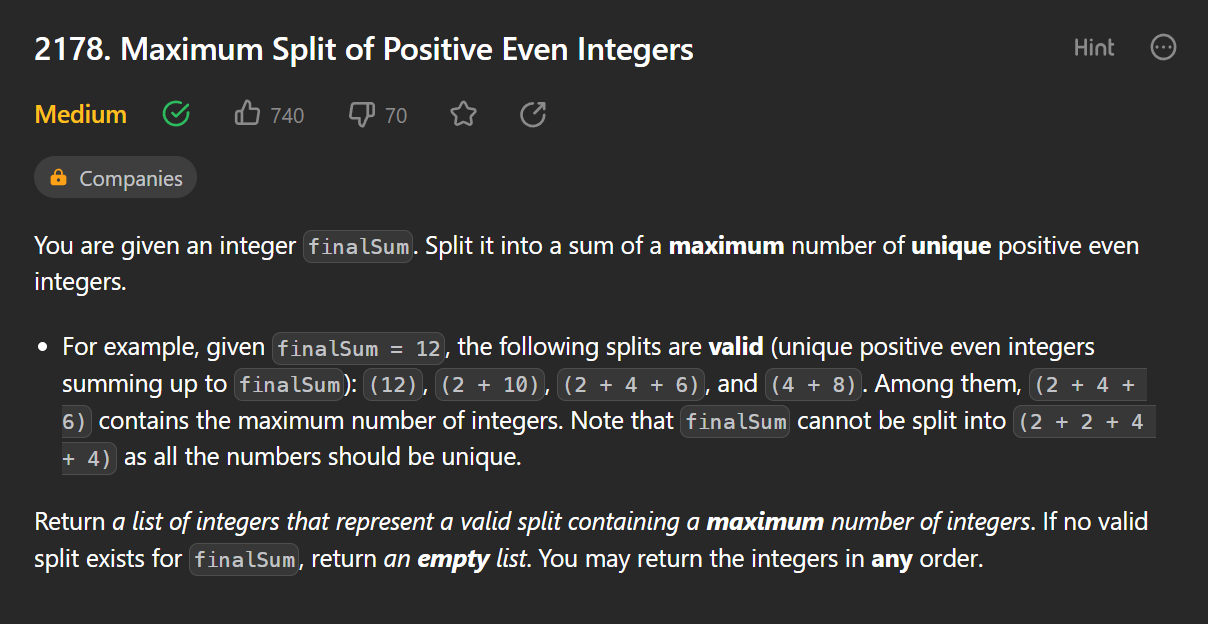 2178. Maximum Split of Positive Even Integers
Hint
Medium
740
70
Companies
You are given an integer finalSum. Split it into a sum of a maximum number of unique positive even
integers.
• For example, given finalSum = 12, the following splits are valid (unique positive even integers
summing up to finalSum): (12), (2 + 10), (2 + 4 + 6), and (4 + 8). Among them, (2 + 4 +
6) contains the maximum number of integers. Note that finalSum cannot be split into (2 + 2 + 4
+ 4) as all the numbers should be unique.
Return a list of integers that represent a valid split containing a maximum number of integers. If no valid
split exists for finalSum, return an empty list. You may return the integers in any order.